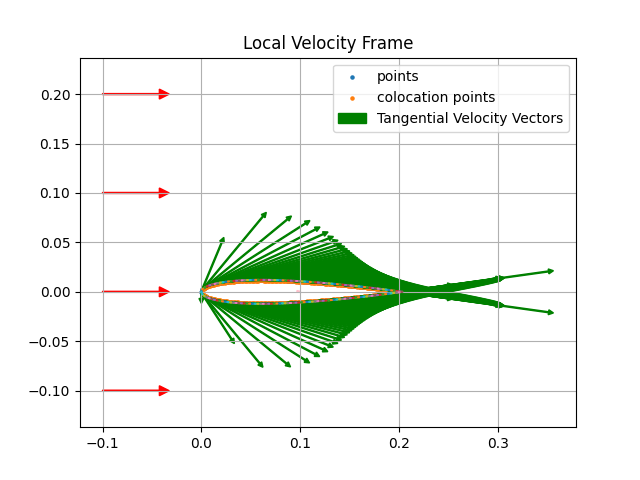 Local Velocity Frame
points
colocation points
Tangential Velocity Vectors
0.20
0.15
0.10
0.05
0.00
−0.05
−0.10
−0.1 0.0 0.1 0.2 0.3